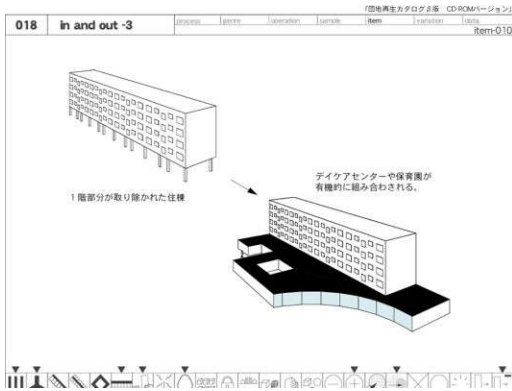 「団地再生カタログβ版　CD-ROMバージョン」
018 in and out -3 process genre operation sample item variation data
item-010
1階部分が取り除かれた住棟
デイケアセンターや保育園が
有機的に組み合わされる。